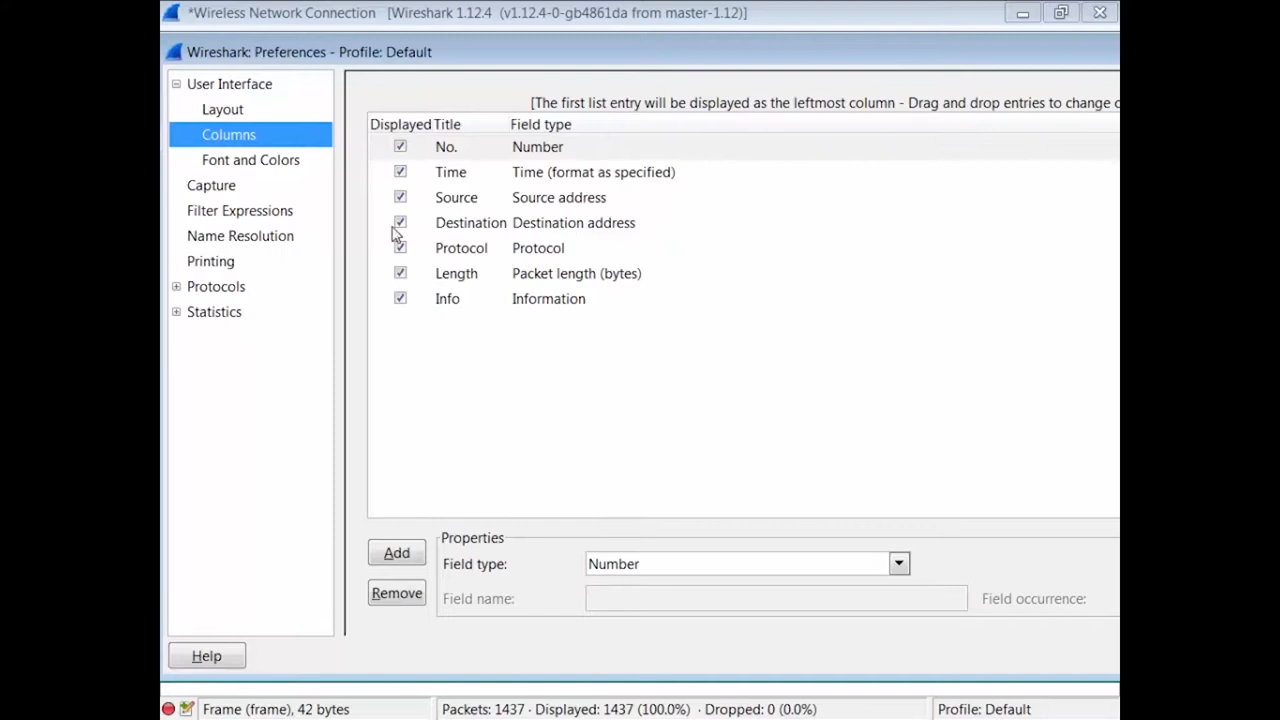 *Wireless Network Connection [Wireshark 1.12.4 (v1.12.4-0-gb4861da from master-1.12)]
Wireshark: Preferences - Profile: Default
User Interface
Layout
Columns
Font and Colors
Capture
Filter Expressions
Name Resolution
Printing
Protocols
Statistics
[The first list entry will be displayed as the leftmost column - Drag and drop entries to change
Displayed Title Field type
No. Number
Time Time (format as specified)
Source Source address
Destination Destination address
Protocol Protocol
Length Packet length (bytes)
Info Information
Add
Remove
Properties
Field type: Number
Field name: Field occurrence:
Help
Frame (frame), 42 bytes Packets: 1437 · Displayed: 1437 (100.0%) · Dropped: 0 (0.0%) Profile: Default